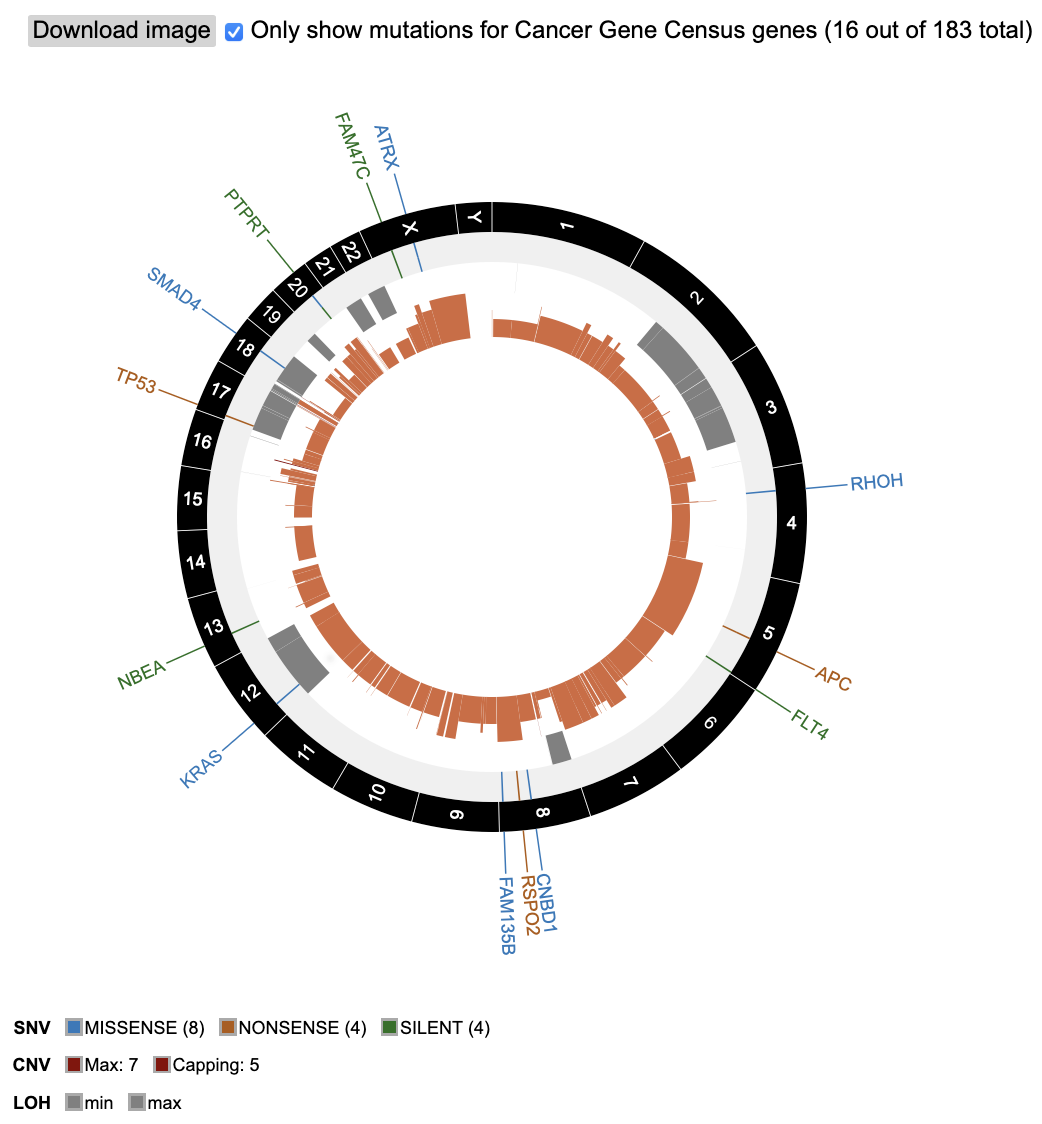 Download image
Only show mutations for Cancer Gene Census genes (16 out of 183 total)
FAM47C
ATRX
PTPRT
SMAD4
TP53
NBEA
KRAS
FAM135B
RSPO2
CNBD1
FLT4
APC
RHOH
1
2
3
4
5
6
7
8
9
10
11
12
13
14
15
16
17
18
19
20
21
22
X
Y
SNV MISSENSE (8) NONSENSE (4) SILENT (4)
CNV Max: 7 Capping: 5
LOH min max